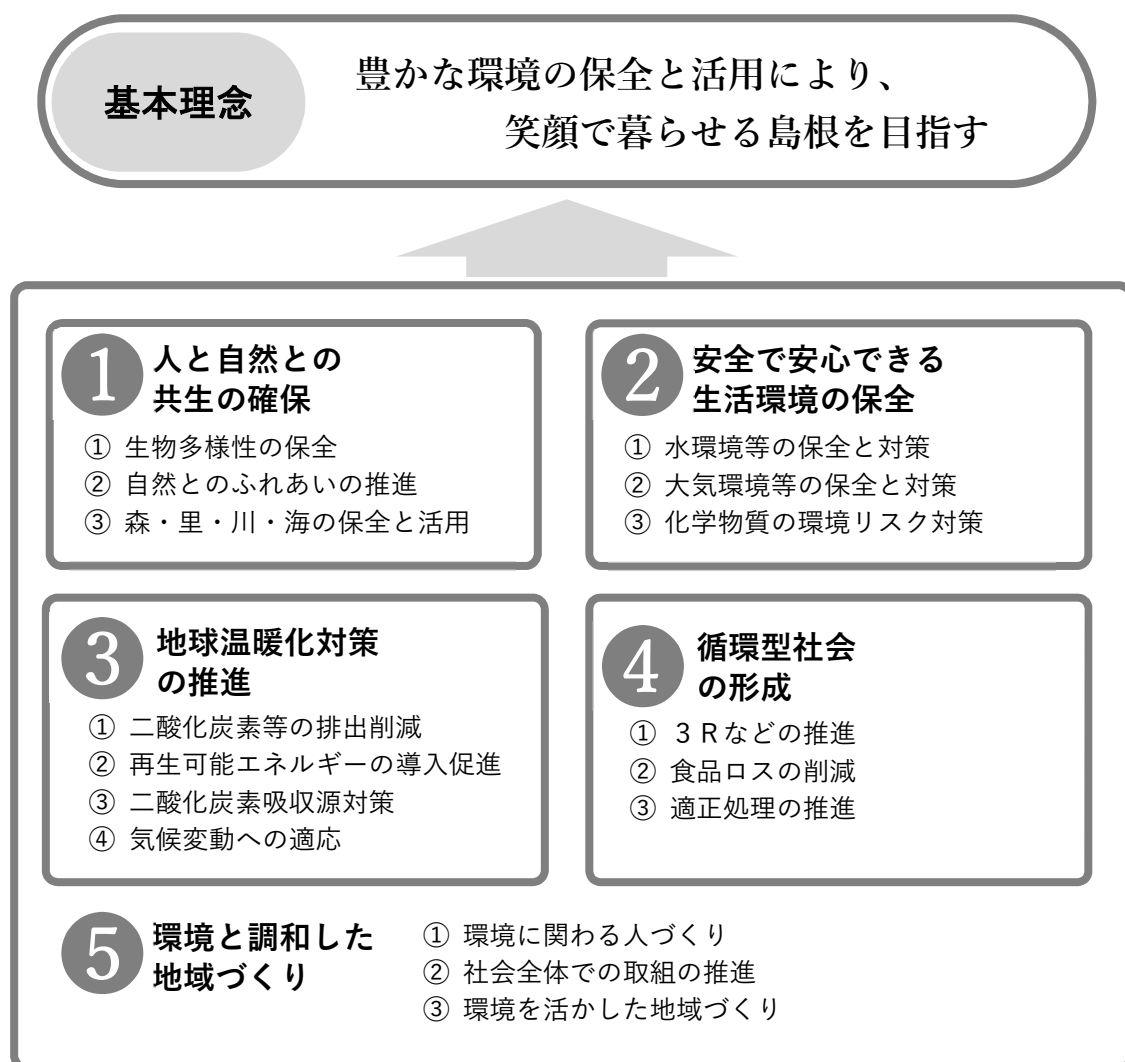 基本理念
豊かな環境の保全と活用により、
笑顔で暮らせる島根を目指す
1 人と自然との
共生の確保
① 生物多様性の保全
② 自然とのふれあいの推進
③ 森・里・川・海の保全と活用
2 安全で安心できる
生活環境の保全
① 水環境等の保全と対策
② 大気環境等の保全と対策
③ 化学物質の環境リスク対策
3 地球温暖化対策
の推進
① 二酸化炭素等の排出削減
② 再生可能エネルギーの導入促進
③ 二酸化炭素吸収源対策
④ 気候変動への適応
4 循環型社会
の形成
① ３Ｒなどの推進
② 食品ロスの削減
③ 適正処理の推進
5 環境と調和した
地域づくり
① 環境に関わる人づくり
② 社会全体での取組の推進
③ 環境を活かした地域づくり